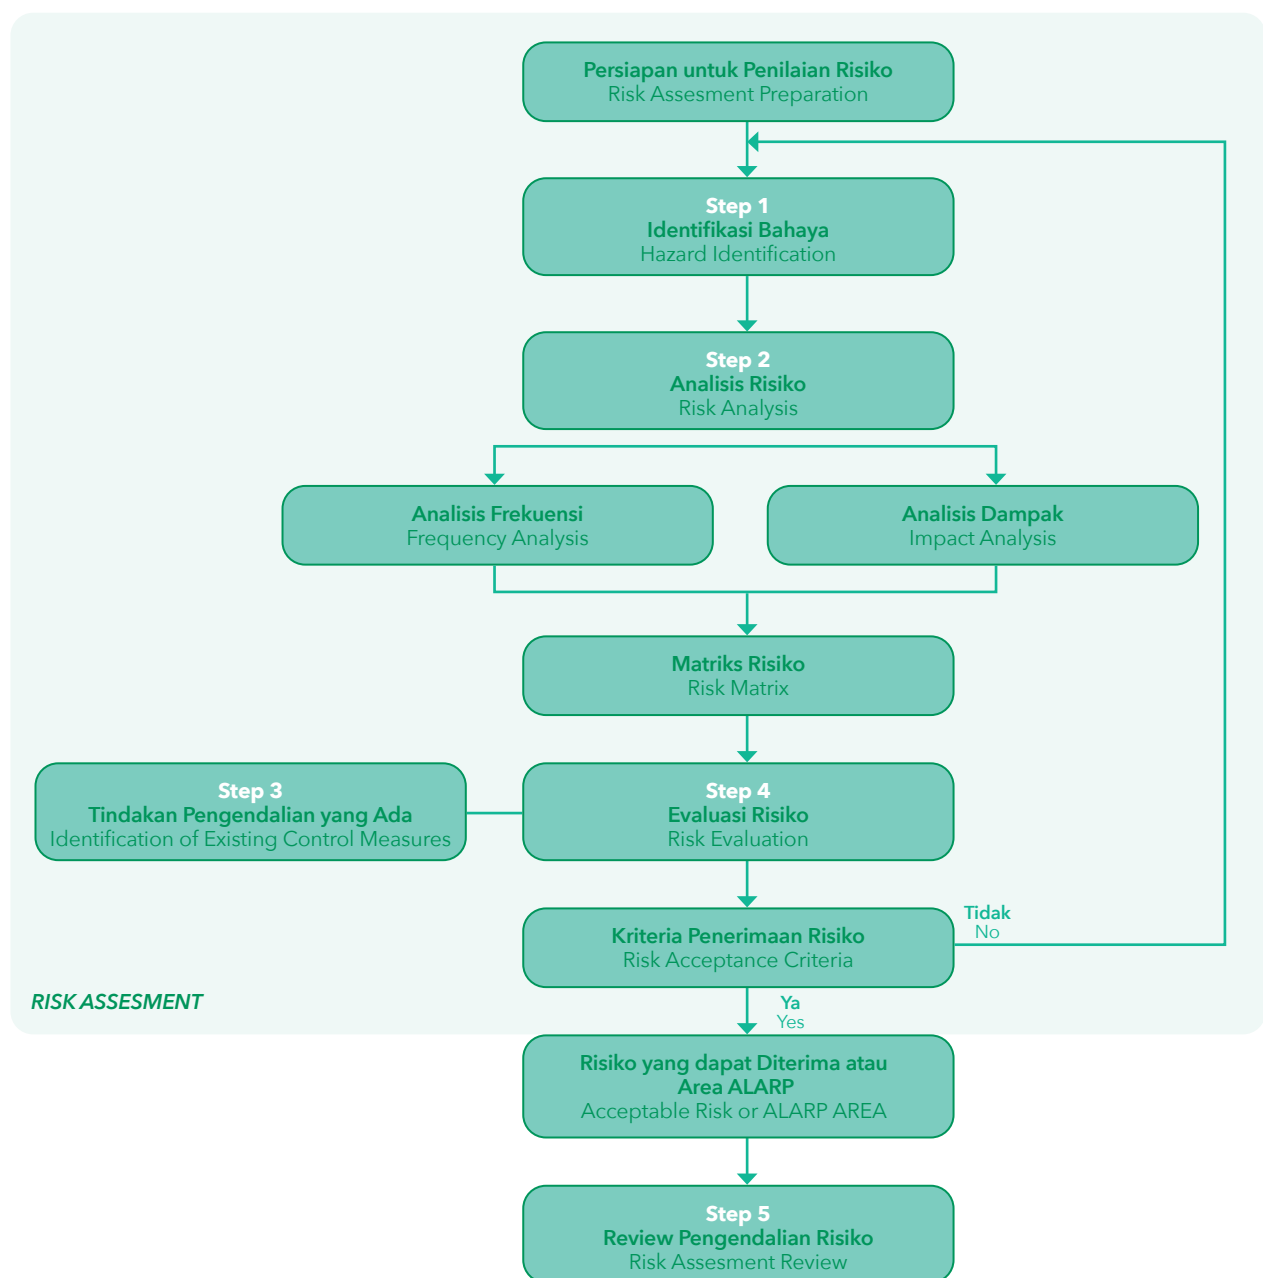 Persiapan untuk Penilaian Risiko
Risk Assesment Preparation
Step 1
Identifikasi Bahaya
Hazard Identification
Step 2
Analisis Risiko
Risk Analysis
Analisis Frekuensi
Frequency Analysis
Analisis Dampak
Impact Analysis
Matriks Risiko
Risk Matrix
Step 3
Tindakan Pengendalian yang Ada
Identification of Existing Control Measures
Step 4
Evaluasi Risiko
Risk Evaluation
Kriteria Penerimaan Risiko
Risk Acceptance Criteria
Tidak
No
RISK ASSESMENT
Ya
Yes
Risiko yang dapat Diterima atau
Area ALARP
Acceptable Risk or ALARP AREA
Step 5
Review Pengendalian Risiko
Risk Assesment Review